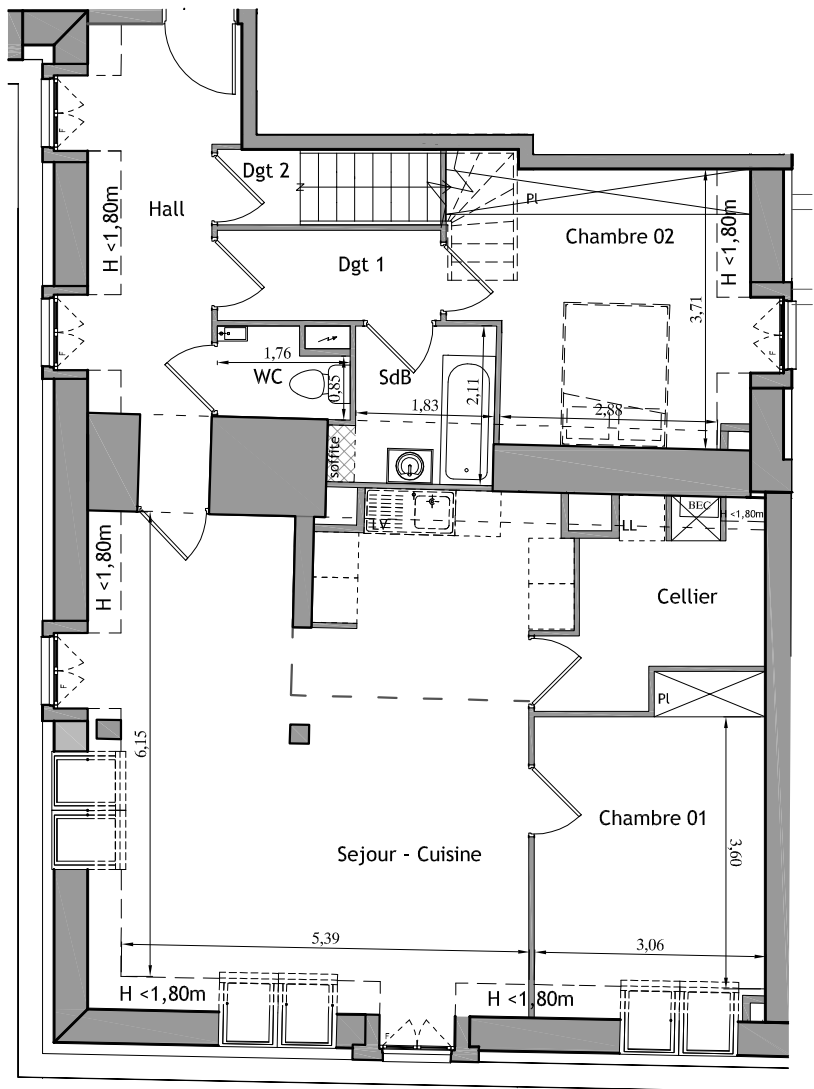 Dgt 2
Hall
H <1,80m
Pl
Chambre 02
H <1,80m
Dgt 1
3,71
F
F
F
1,76
WC
0,85
SdB
2,11
1,83
2,88
soffite
LV
LL
BEC
H <1,80m
H <1,80m
Cellier
F
Pl
6,15
Chambre 01
3,60
Sejour - Cuisine
5,39
3,06
H <1,80m
H <1,80m
F